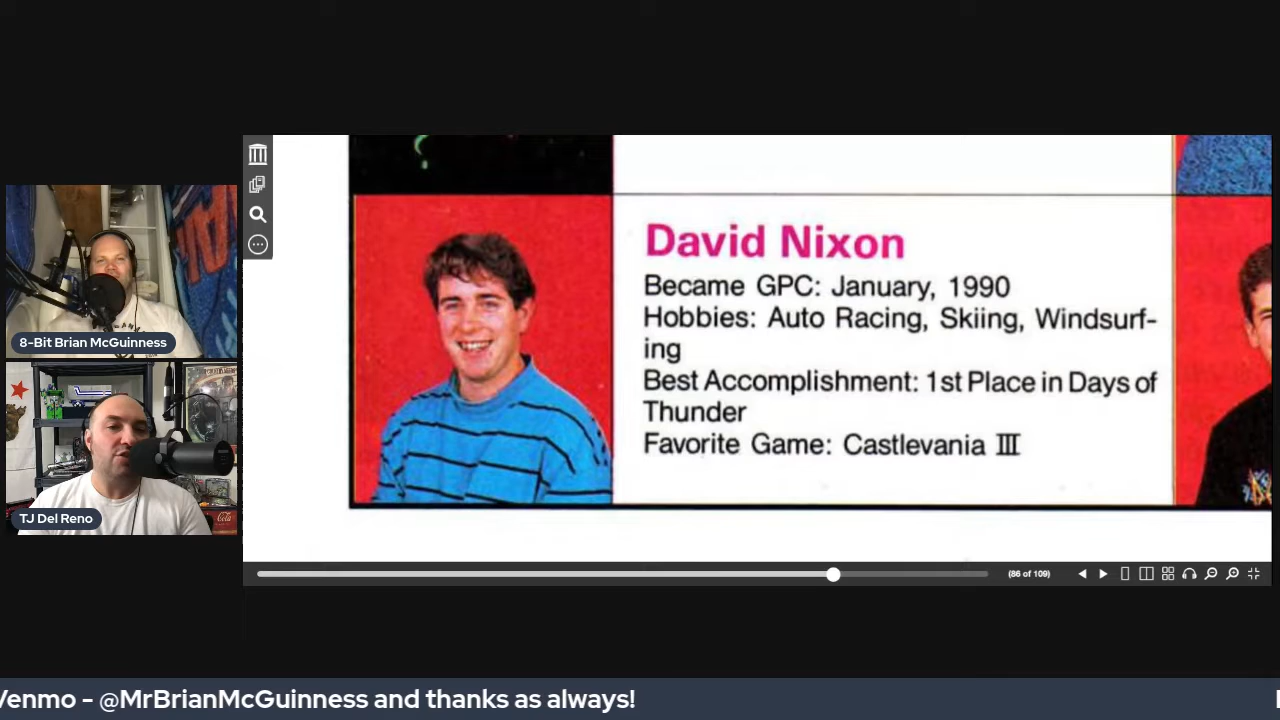 8-Bit Brian McGuinness
TJ Del Reno
David Nixon
Became GPC: January, 1990
Hobbies: Auto Racing, Skiing, Windsurf-
ing
Best Accomplishment: 1st Place in Days of
Thunder
Favorite Game: Castlevania III
(86 of 109)
Venmo - @MrBrianMcGuinness and thanks as always!